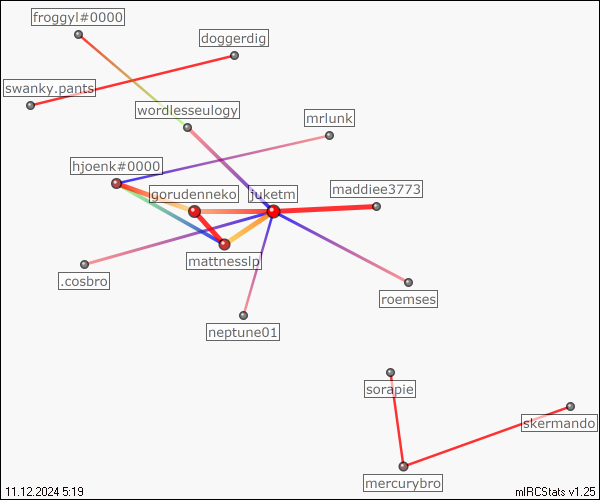 froggyl#0000
doggerdig
swanky.pants
wordlesseulogy
mrlunk
hjoenk#0000
gorudenneko
juketm
maddiee3773
mattnesslp
.cosbro
roemses
neptune01
sorapie
skermando
mercurybro
11.12.2024 5:19
mIRCStats v1.25